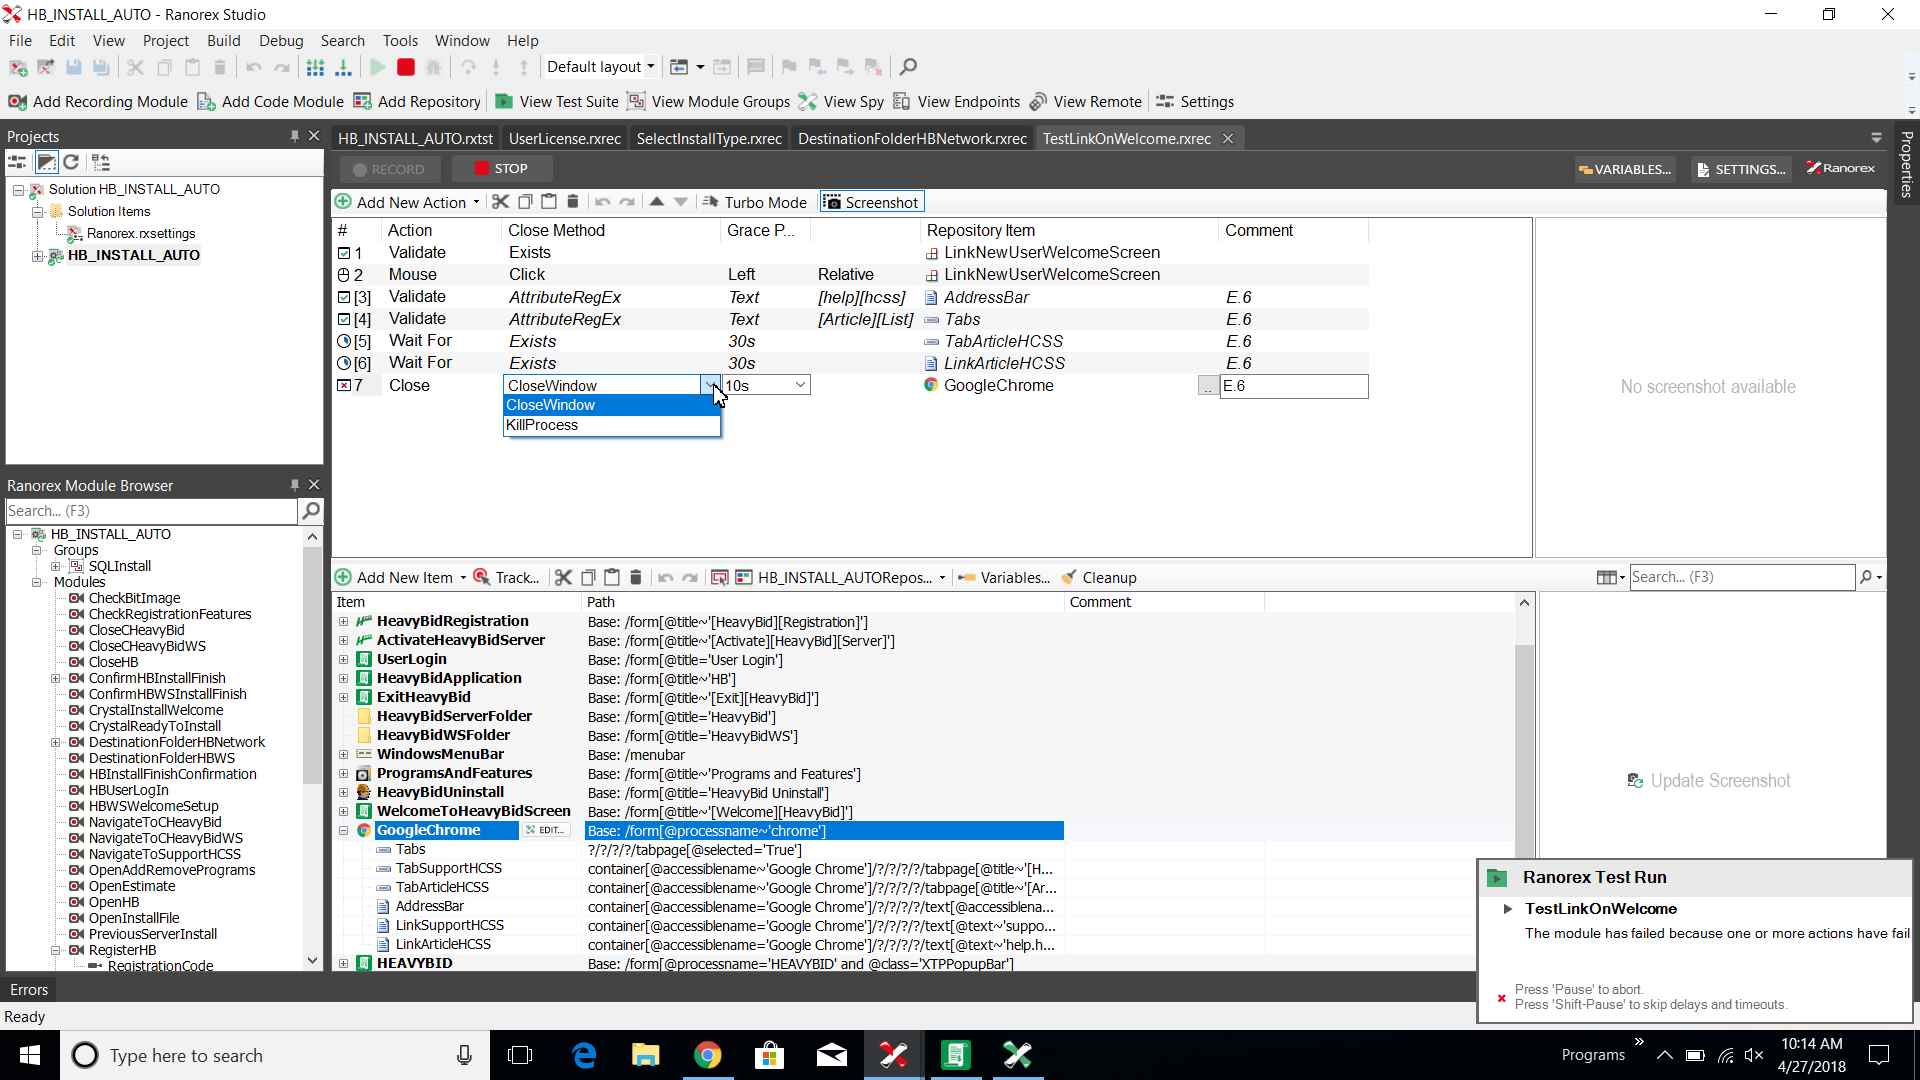 HB_INSTALL_AUTO - Ranorex Studio
File Edit View Project Build Debug Search Tools Window Help
Default layout
Add Recording Module Add Code Module Add Repository View Test Suite View Module Groups View Spy View Endpoints View Remote Settings
Projects
HB_INSTALL_AUTO.rxtst UserLicense.rxrec SelectInstallType.rxrec DestinationFolderHBNetwork.rxrec TestLinkOnWelcome.rxrec
Properties
RECORD STOP VARIABLES... SETTINGS... Ranorex
Solution HB_INSTALL_AUTO
Solution Items
Ranorex.rxsettings
HB_INSTALL_AUTO
Add New Action Turbo Mode Screenshot
# Action Close Method Grace P... Repository Item Comment
1 Validate Exists LinkNewUserWelcomeScreen
2 Mouse Click Left Relative LinkNewUserWelcomeScreen
[3] Validate AttributeRegEx Text [help][hcss] AddressBar E.6
[4] Validate AttributeRegEx Text [Article][List] Tabs E.6
[5] Wait For Exists 30s TabArticleHCSS E.6
[6] Wait For Exists 30s LinkArticleHCSS E.6
7 Close CloseWindow 10s GoogleChrome .. E.6
CloseWindow
KillProcess
No screenshot available
Ranorex Module Browser
Search... (F3)
HB_INSTALL_AUTO
Groups
SQLInstall
Modules
CheckBitImage
CheckRegistrationFeatures
CloseCHeavyBid
CloseCHeavyBidWS
CloseHB
ConfirmHBInstallFinish
ConfirmHBWSInstallFinish
CrystalInstallWelcome
CrystalReadyToInstall
DestinationFolderHBNetwork
DestinationFolderHBWS
HBInstallFinishConfirmation
HBUserLogIn
HBWSWelcomeSetup
NavigateToCHeavyBid
NavigateToCHeavyBidWS
NavigateToSupportHCSS
OpenAddRemovePrograms
OpenEstimate
OpenHB
OpenInstallFile
PreviousServerInstall
RegisterHB
RegistrationCode
Add New Item Track... HB_INSTALL_AUTORepos... Variables... Cleanup Search... (F3)
Item Path Comment
HeavyBidRegistration Base: /form[@title~'[HeavyBid][Registration]']
ActivateHeavyBidServer Base: /form[@title~'[Activate][HeavyBid][Server]']
UserLogin Base: /form[@title='User Login']
HeavyBidApplication Base: /form[@title~'HB']
ExitHeavyBid Base: /form[@title~'[Exit][HeavyBid]']
HeavyBidServerFolder Base: /form[@title='HeavyBid']
HeavyBidWSFolder Base: /form[@title='HeavyBidWS']
WindowsMenuBar Base: /menubar
ProgramsAndFeatures Base: /form[@title~'Programs and Features']
HeavyBidUninstall Base: /form[@title~'HeavyBid Uninstall']
WelcomeToHeavyBidScreen Base: /form[@title~'[Welcome][HeavyBid]']
GoogleChrome EDIT... Base: /form[@processname~'chrome']
Tabs ?/?/?/?/tabpage[@selected='True']
TabSupportHCSS container[@accessiblename~'Google Chrome']/?/?/?/?/tabpage[@title~'[H...
TabArticleHCSS container[@accessiblename~'Google Chrome']/?/?/?/?/tabpage[@title~'[Ar...
AddressBar container[@accessiblename='Google Chrome']/?/?/?/?/text[@accessiblena...
LinkSupportHCSS container[@accessiblename='Google Chrome']/?/?/?/?/text[@text~'suppo...
LinkArticleHCSS container[@accessiblename='Google Chrome']/?/?/?/?/text[@text~'help.h...
HEAVYBID Base: /form[@processname='HEAVYBID' and @class='XTPPopupBar']
Update Screenshot
Ranorex Test Run
TestLinkOnWelcome
The module has failed because one or more actions have fail
Press 'Pause' to abort.
Press 'Shift-Pause' to skip delays and timeouts.
Errors
Ready
Type here to search
Programs
10:14 AM
4/27/2018